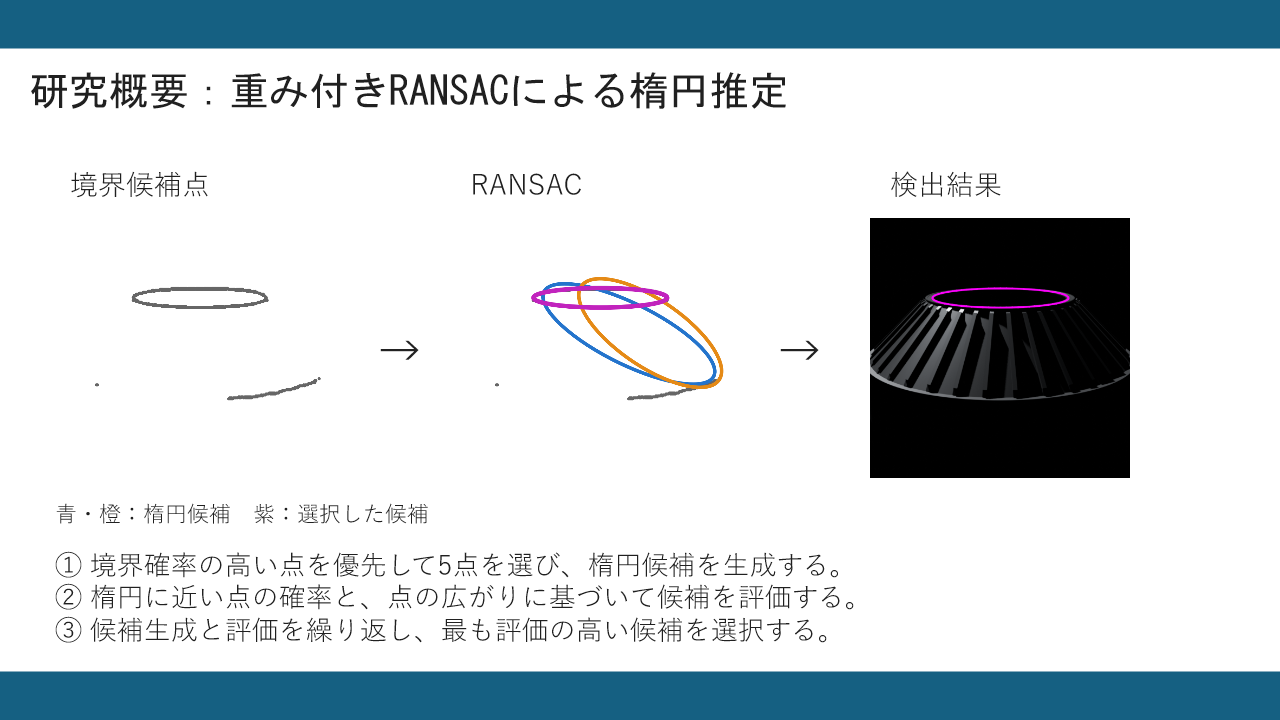 研究概要：重み付きRANSACによる楕円推定
境界候補点
RANSAC
検出結果
→
→
青・橙：楕円候補　紫：選択した候補
① 境界確率の高い点を優先して5点を選び、楕円候補を生成する。
② 楕円に近い点の確率と、点の広がりに基づいて候補を評価する。
③ 候補生成と評価を繰り返し、最も評価の高い候補を選択する。